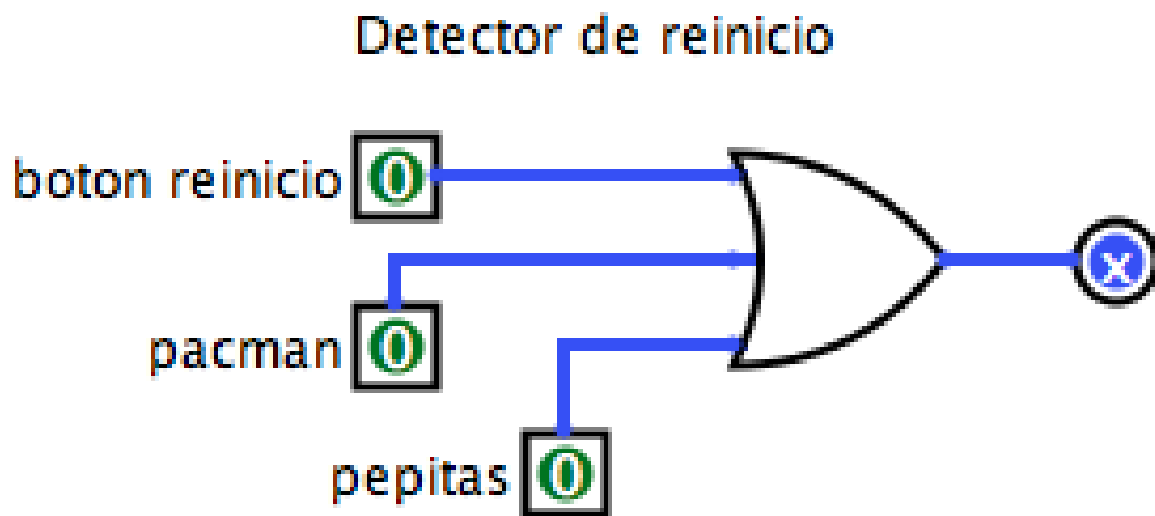 Detector de reinicio
boton reinicio 0
x
pacman 0
pepitas 0